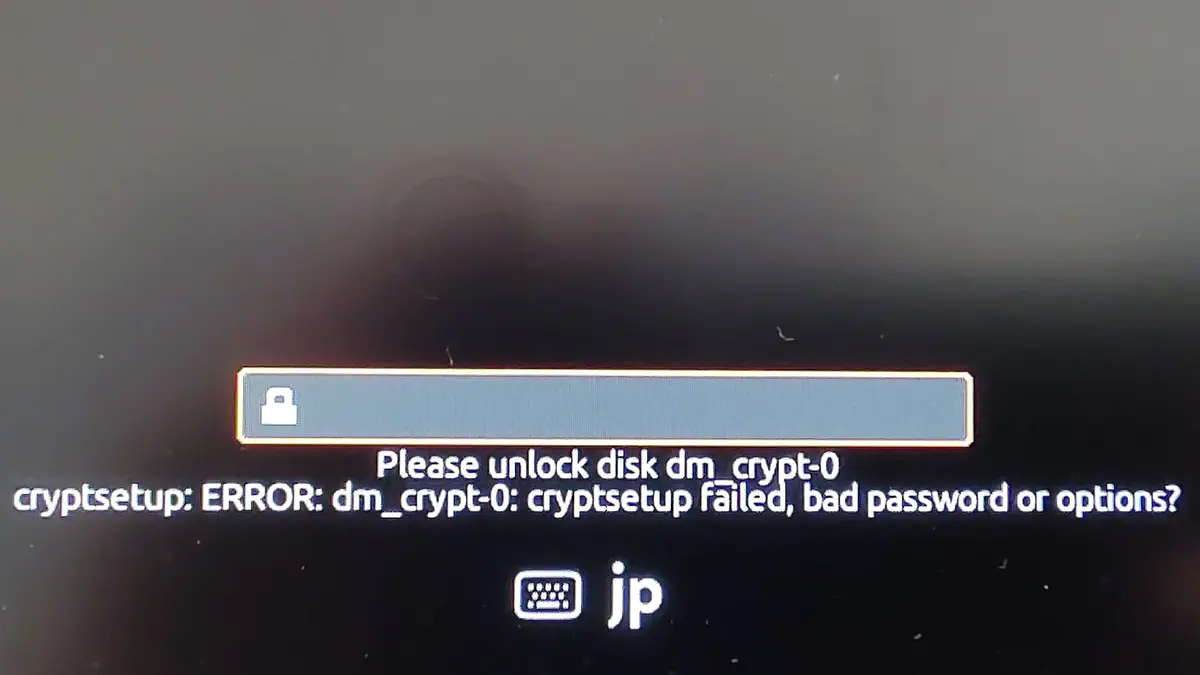 Please unlock disk dm_crypt-0
cryptsetup: ERROR: dm_crypt-0: cryptsetup failed, bad password or options?
jp